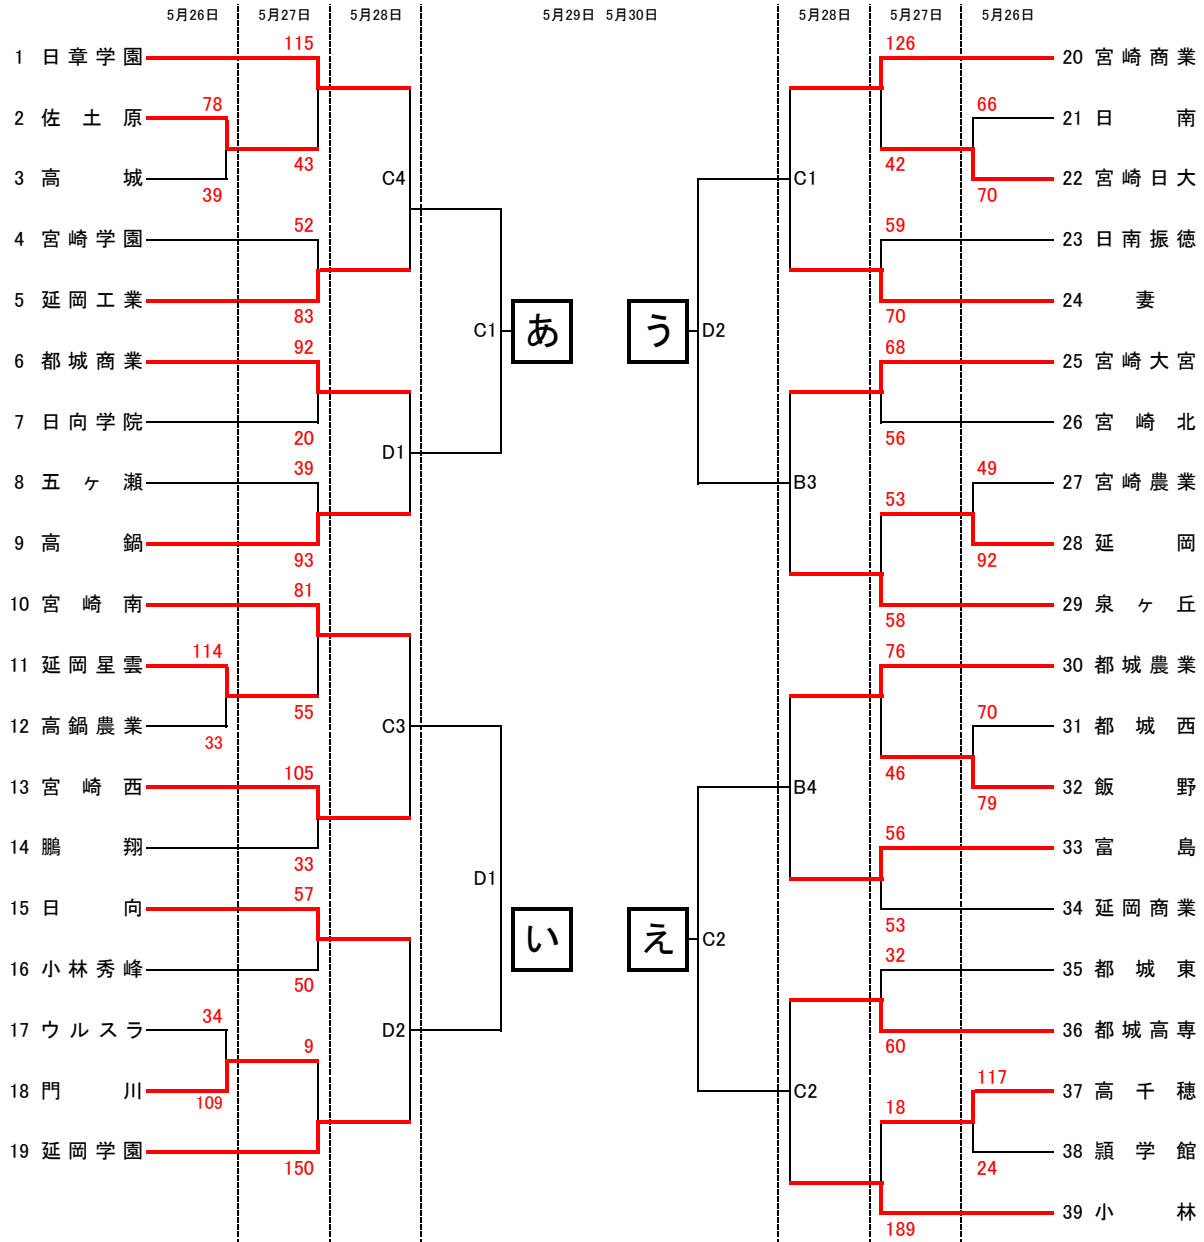 5月26日 5月27日 5月28日 5月29日 5月30日 5月28日 5月27日 5月26日
115 126
1 日章学園 20 宮崎商業
78 66
2 佐土原 21 日南
43 42
3 高城 C4 C1 22 宮崎日大
39 70
52 59
4 宮崎学園 23 日南振徳
5 延岡工業 24 妻
83 70
C1 あ う D2
92 68
6 都城商業 25 宮崎大宮
7 日向学院 26 宮崎北
20 56
D1
39 49
8 五ヶ瀬 B3 27 宮崎農業
53
9 高鍋 28 延岡
93 92
81
10 宮崎南 29 泉ヶ丘
58
114 76
11 延岡星雲 30 都城農業
55 70
12 高鍋農業 C3 31 都城西
33
105 46
13 宮崎西 B4 32 飯野
79
56
14 鵬翔 33 富島
33
D1
57
15 日向 34 延岡商業
53
い え C2
32
16 小林秀峰 35 都城東
50
34
17 ウルスラ D2 36 都城高専
9 60
117
18 門川 C2 37 高千穂
109 18
19 延岡学園 38 頴学館
150 24
39 小林
189